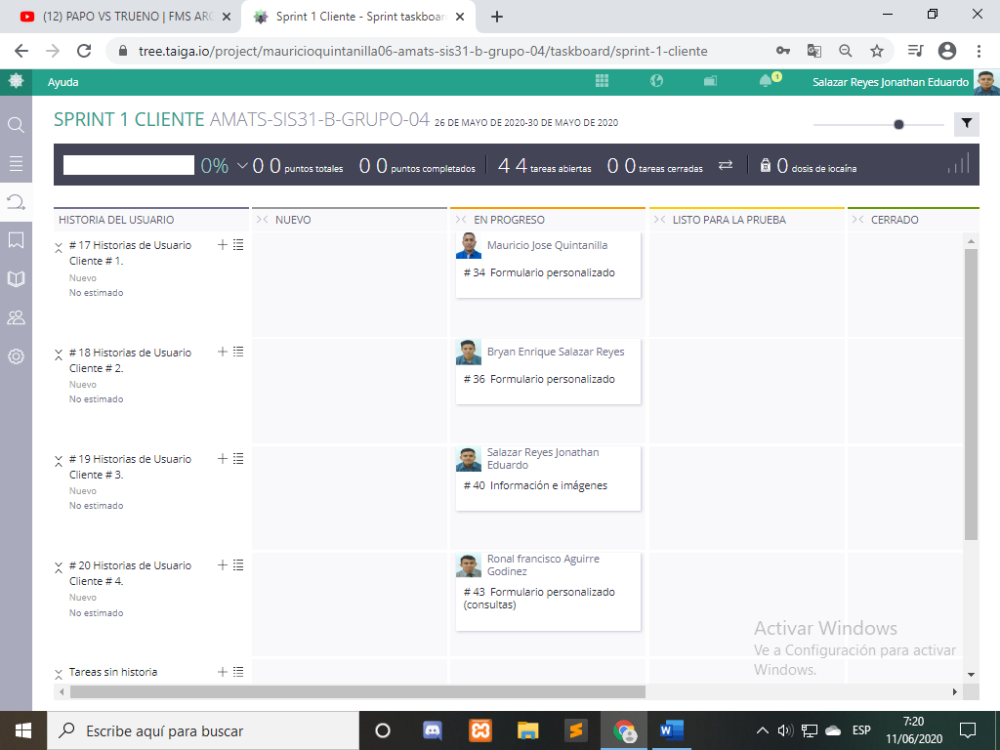 (12) PAPO VS TRUENO | FMS ARG
Sprint 1 Cliente - Sprint taskboar
tree.taiga.io/project/mauricioquintanilla06-amats-sis31-b-grupo-04/taskboard/sprint-1-cliente
Ayuda
1
Salazar Reyes Jonathan Eduardo
SPRINT 1 CLIENTE AMATS-SIS31-B-GRUPO-04 26 DE MAYO DE 2020-30 DE MAYO DE 2020
0% 0 0 puntos totales 0 0 puntos completados 4 4 tareas abiertas 0 0 tareas cerradas 0 dosis de iocaína
HISTORIA DEL USUARIO NUEVO EN PROGRESO LISTO PARA LA PRUEBA CERRADO
# 17 Historias de Usuario
Cliente # 1.
Nuevo
No estimado
Mauricio Jose Quintanilla
# 34 Formulario personalizado
# 18 Historias de Usuario
Cliente # 2.
Nuevo
No estimado
Bryan Enrique Salazar Reyes
# 36 Formulario personalizado
# 19 Historias de Usuario
Cliente # 3.
Nuevo
No estimado
Salazar Reyes Jonathan
Eduardo
# 40 Información e imágenes
# 20 Historias de Usuario
Cliente # 4.
Nuevo
No estimado
Ronal francisco Aguirre
Godinez
# 43 Formulario personalizado
(consultas)
Tareas sin historia
Activar Windows
Ve a Configuración para activar
Windows.
Escribe aquí para buscar
ESP
7:20
11/06/2020